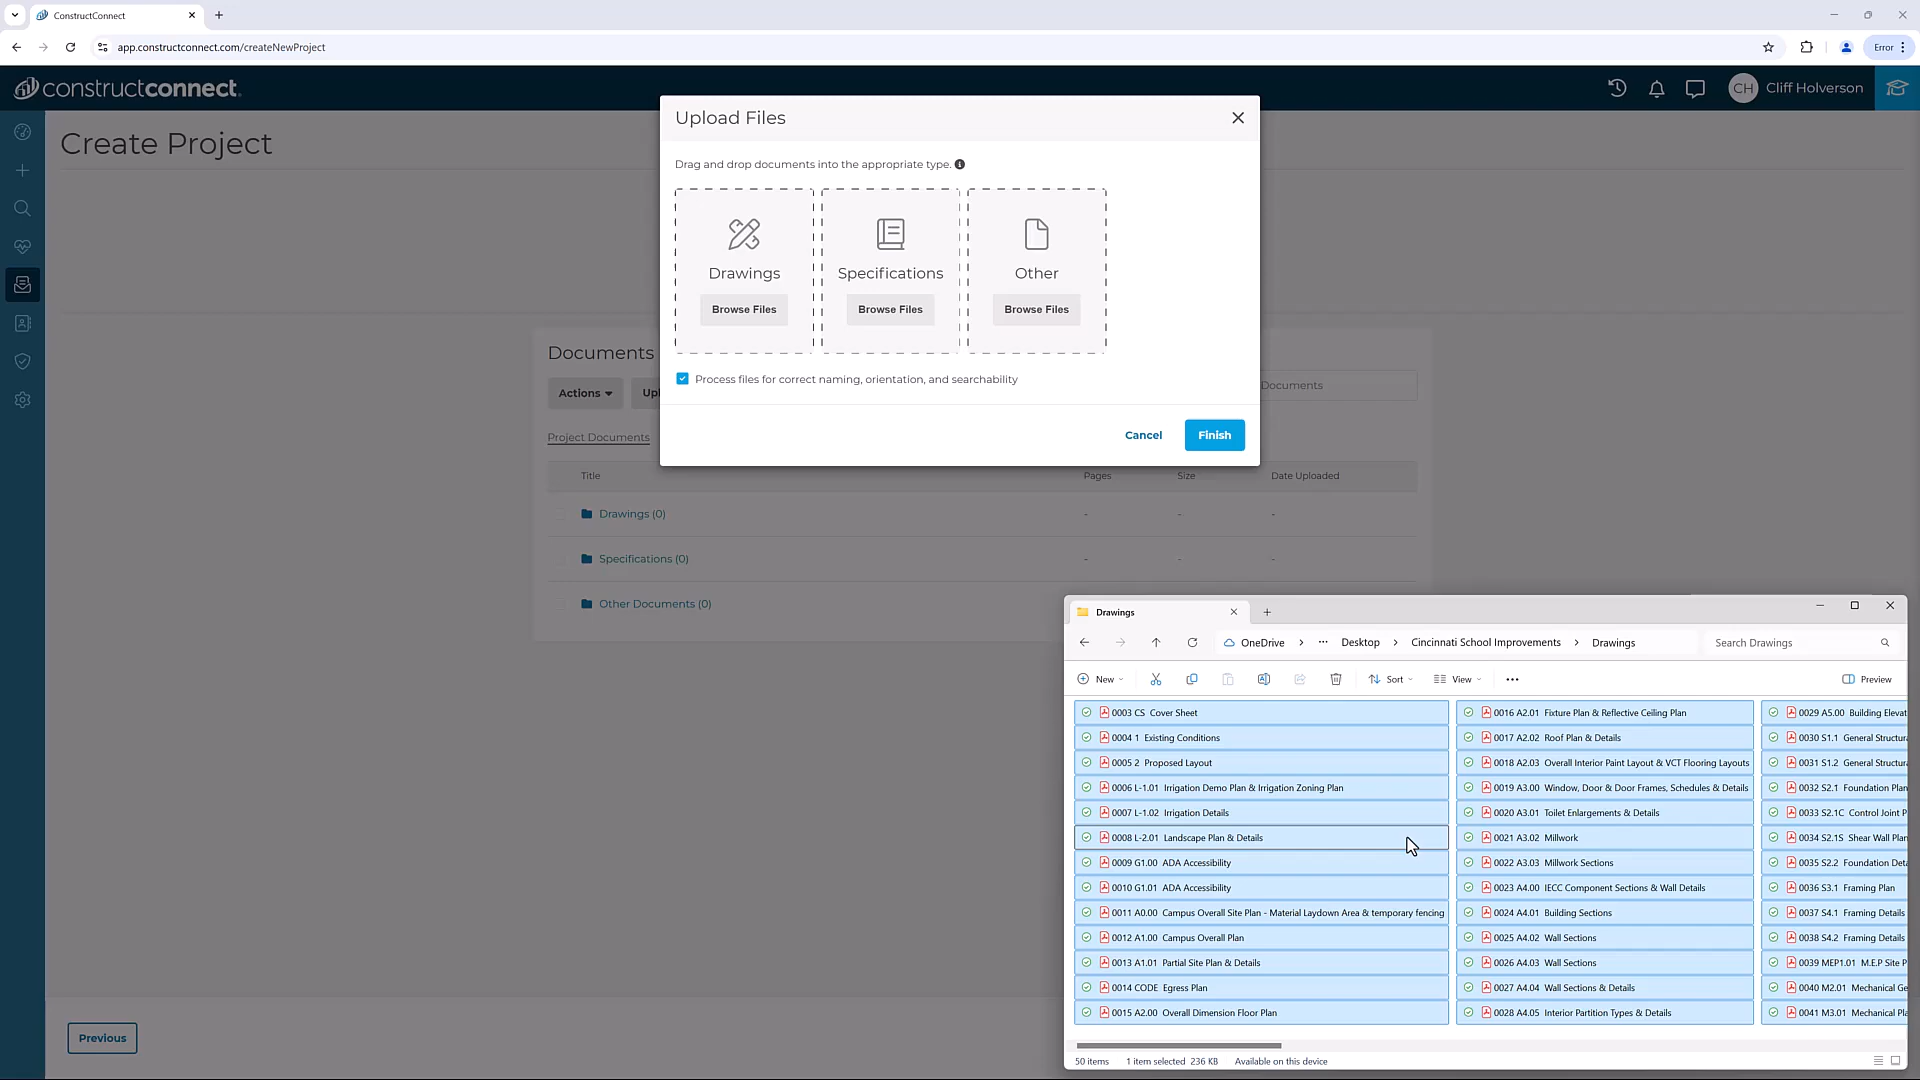 ConstructConnect
app.constructconnect.com/createNewProject
Error
constructconnect.
CH Cliff Holverson
Create Project
Upload Files
Drag and drop documents into the appropriate type.
Drawings Specifications Other
Browse Files Browse Files Browse Files
Process files for correct naming, orientation, and searchability
Cancel Finish
Documents
Actions Upl Documents
Project Documents
Title Pages Size Date Uploaded
Drawings (0) - - -
Specifications (0) - - -
Other Documents (0)
Previous
Drawings
OneDrive > ··· Desktop > Cincinnati School Improvements > Drawings Search Drawings
New Sort View ··· Preview
0003 CS Cover Sheet
0004 1 Existing Conditions
0005 2 Proposed Layout
0006 L-1.01 Irrigation Demo Plan & Irrigation Zoning Plan
0007 L-1.02 Irrigation Details
0008 L-2.01 Landscape Plan & Details
0009 G1.00 ADA Accessibility
0010 G1.01 ADA Accessibility
0011 A0.00 Campus Overall Site Plan - Material Laydown Area & temporary fencing
0012 A1.00 Campus Overall Plan
0013 A1.01 Partial Site Plan & Details
0014 CODE Egress Plan
0015 A2.00 Overall Dimension Floor Plan
0016 A2.01 Fixture Plan & Reflective Ceiling Plan
0017 A2.02 Roof Plan & Details
0018 A2.03 Overall Interior Paint Layout & VCT Flooring Layouts
0019 A3.00 Window, Door & Door Frames, Schedules & Details
0020 A3.01 Toilet Enlargements & Details
0021 A3.02 Millwork
0022 A3.03 Millwork Sections
0023 A4.00 IECC Component Sections & Wall Details
0024 A4.01 Building Sections
0025 A4.02 Wall Sections
0026 A4.03 Wall Sections
0027 A4.04 Wall Sections & Details
0028 A4.05 Interior Partition Types & Details
0029 A5.00 Building Elevat
0030 S1.1 General Structura
0031 S1.2 General Structura
0032 S2.1 Foundation Plan
0033 S2.1C Control Joint P
0034 S2.1S Shear Wall Plan
0035 S2.2 Foundation Deta
0036 S3.1 Framing Plan
0037 S4.1 Framing Details
0038 S4.2 Framing Details
0039 MEP1.01 M.E.P Site P
0040 M2.01 Mechanical Ge
0041 M3.01 Mechanical Pla
50 items 1 item selected 236 KB Available on this device